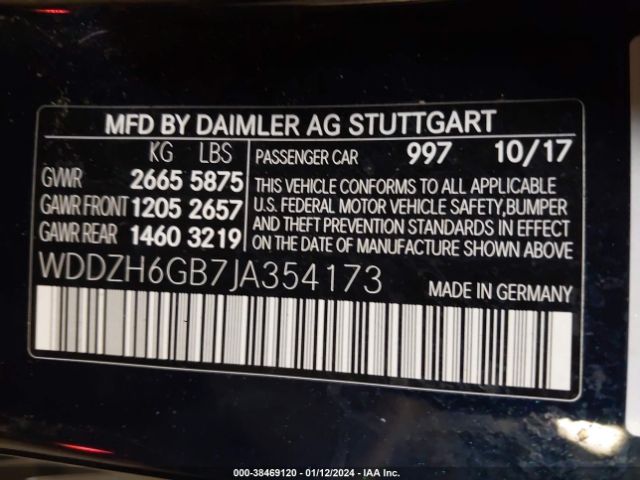 MFD BY DAIMLER AG STUTTGART
KG LBS
GVWR 2665 5875
GAWR FRONT 1205 2657
GAWR REAR 1460 3219
PASSENGER CAR 997 10/17
THIS VEHICLE CONFORMS TO ALL APPLICABLE
U.S. FEDERAL MOTOR VEHICLE SAFETY,BUMPER
AND THEFT PREVENTION STANDARDS IN EFFECT
ON THE DATE OF MANUFACTURE SHOWN ABOVE
WDDZH6GB7JA354173
MADE IN GERMANY
000-38469120 - 01/12/2024 - IAA Inc.